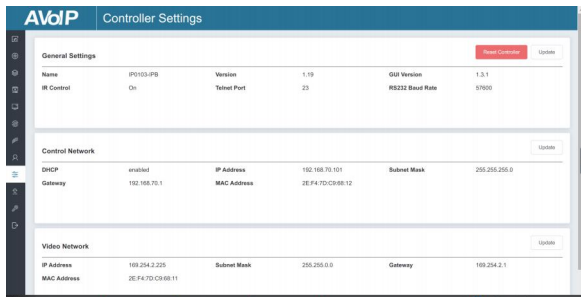 AVoIP Controller Settings
General Settings Reset Controller Update
Name IP0103-IPB Version 1.19 GUI Version 1.3.1
IR Control On Telnet Port 23 RS232 Baud Rate 57600
Control Network Update
DHCP enabled IP Address 192.168.70.101 Subnet Mask 255.255.255.0
Gateway 192.168.70.1 MAC Address 2E:F4:7D:C9:68:12
Video Network Update
IP Address 169.254.2.225 Subnet Mask 255.255.0.0 Gateway 169.254.2.1
MAC Address 2E:F4:7D:C9:68:11